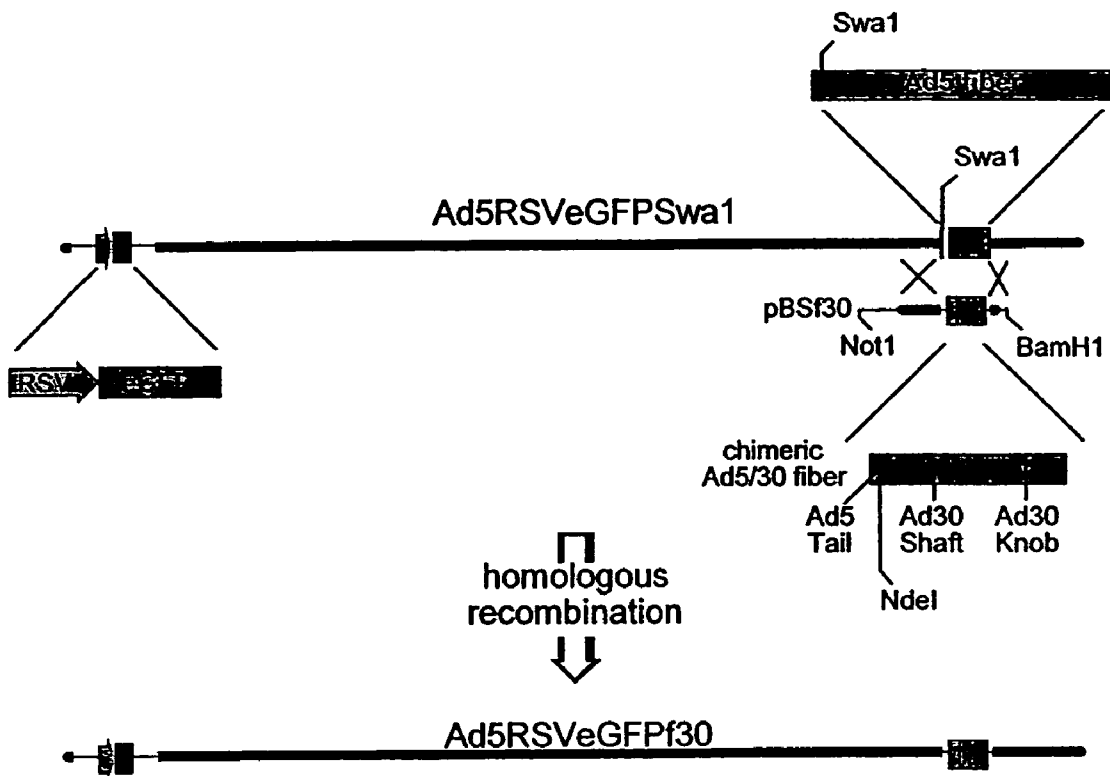 Swa1
Ad5 fiber
Swa1
Ad5RSVeGFPSwa1
pBSf30
Not1
BamH1
RSV
chimeric
Ad5/30 fiber
Ad5
Tail
Ad30
Shaft
Ad30
Knob
NdeI
homologous
recombination
Ad5RSVeGFPf30